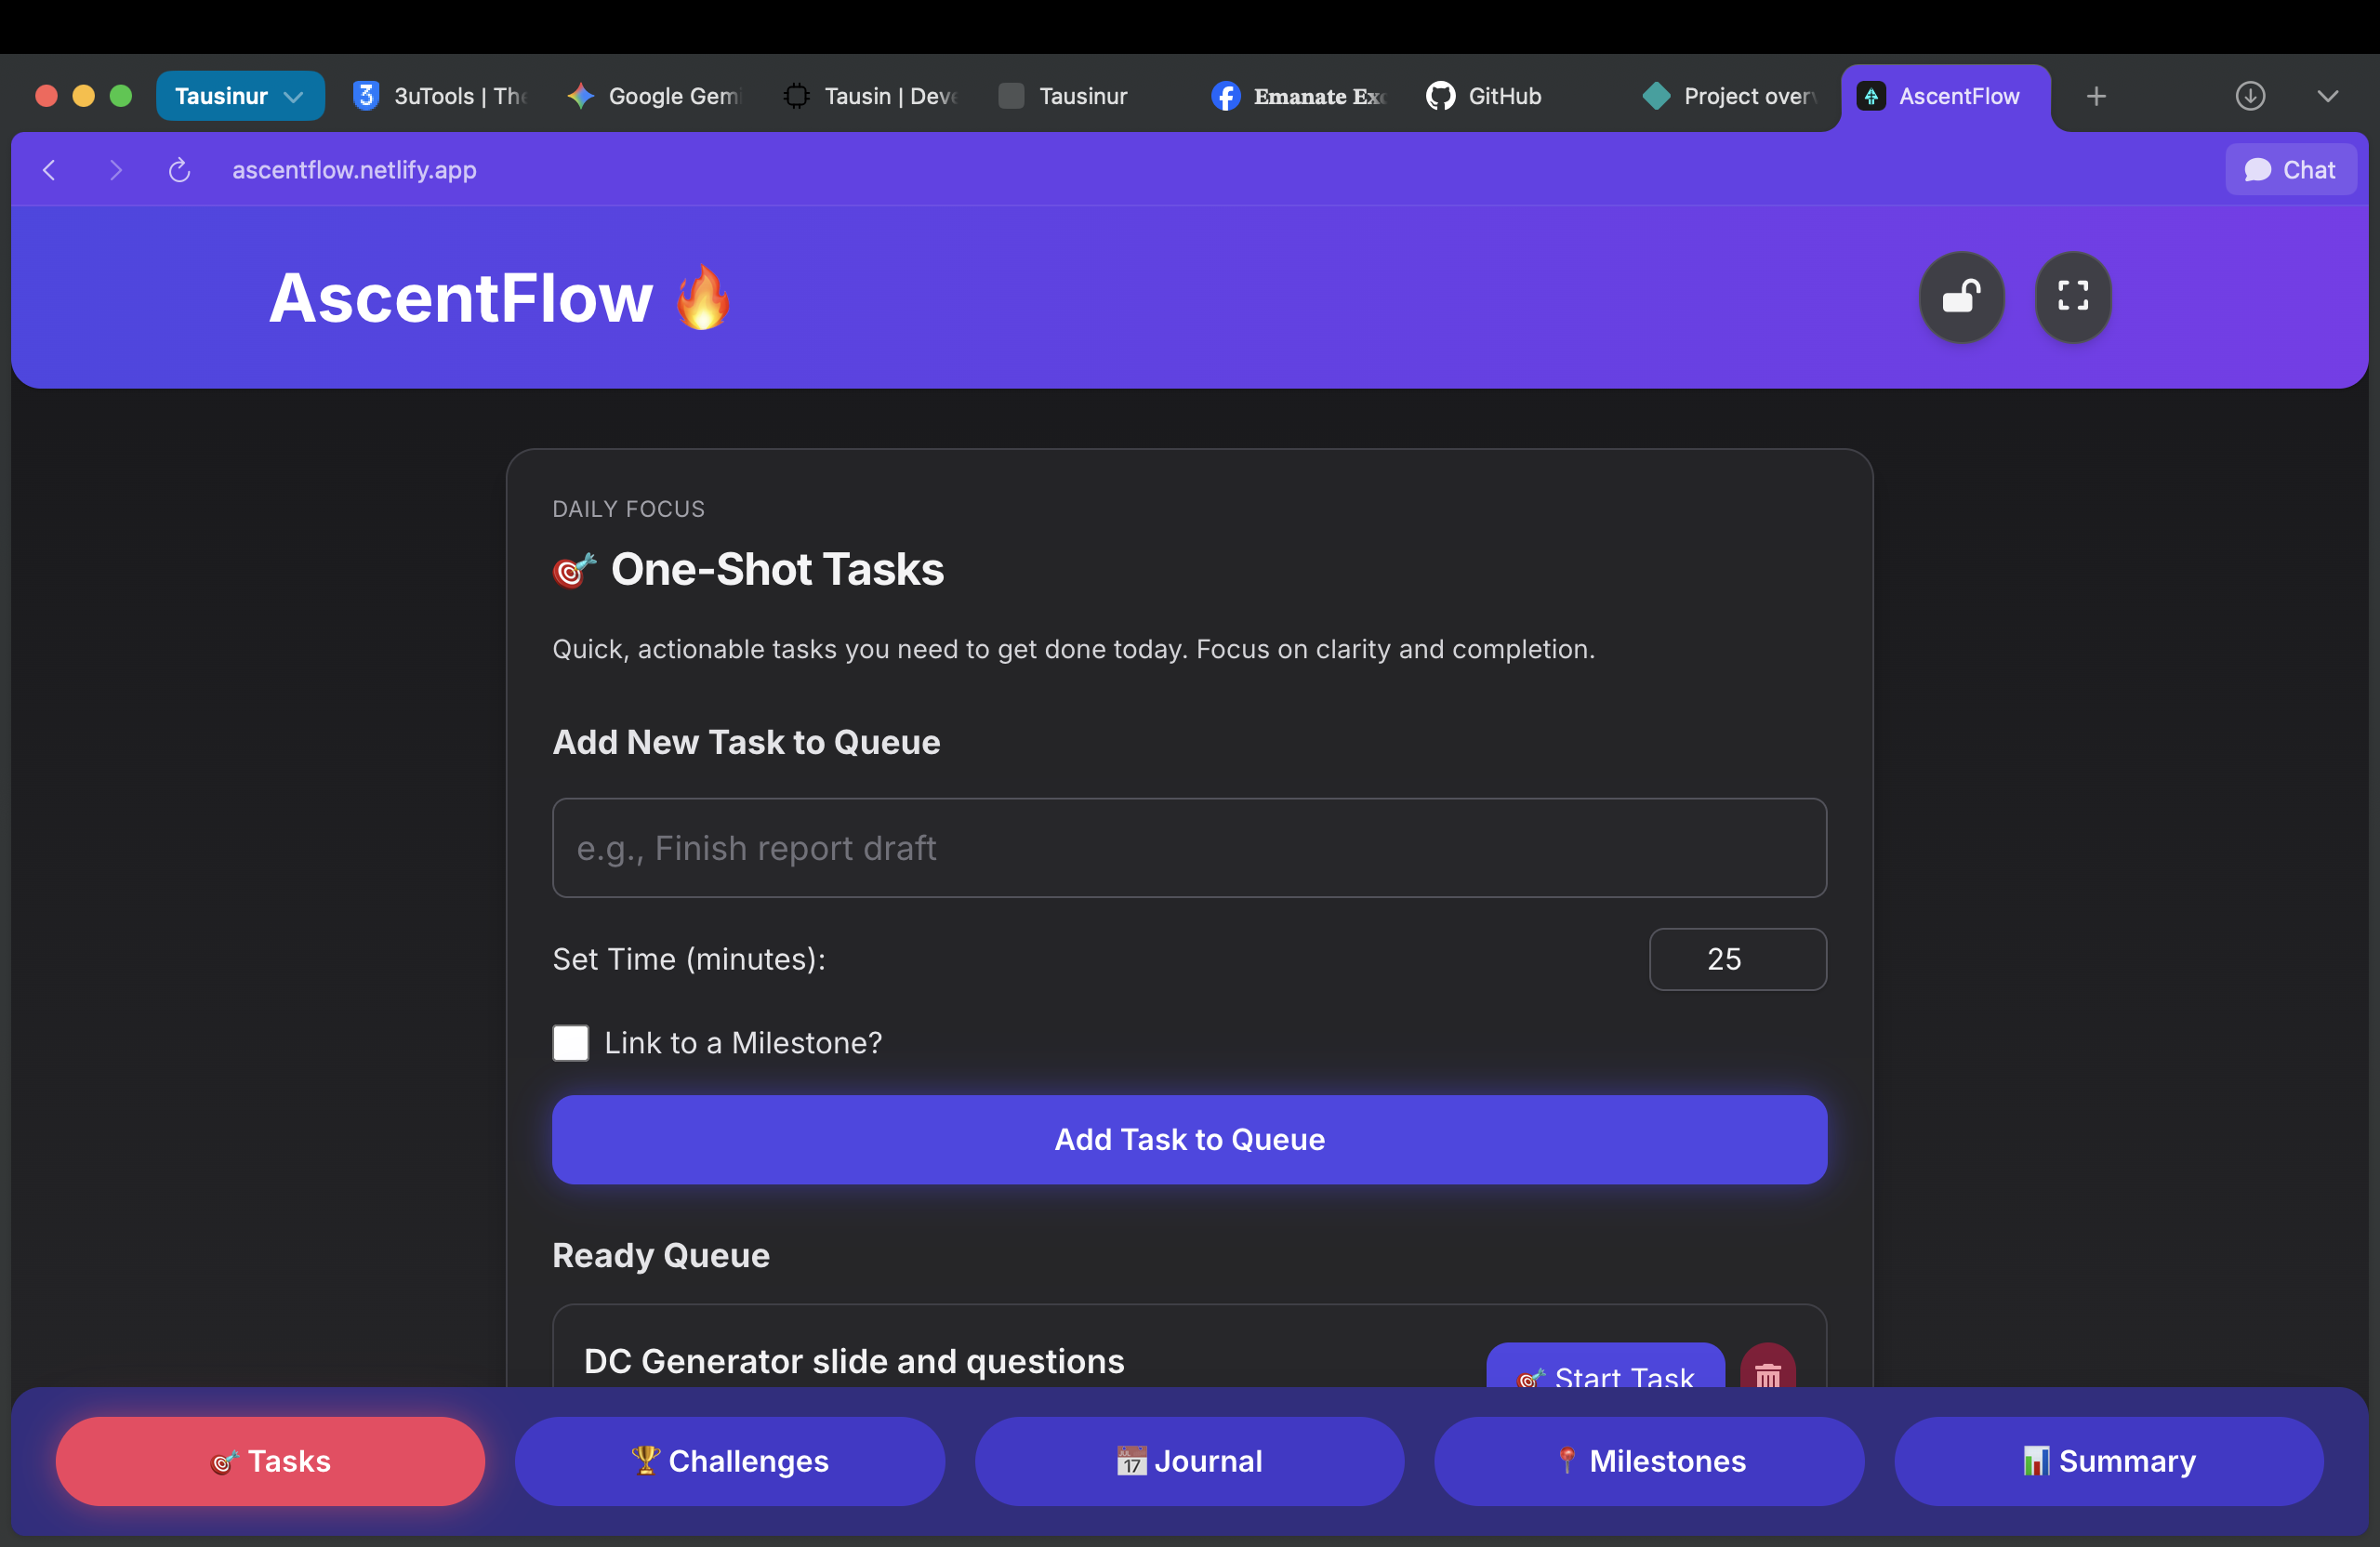 Tausinur
3uTools | The
Google Gem
Tausin | Deve
Tausinur
Emanate Exc
GitHub
Project over
AscentFlow
ascentflow.netlify.app
Chat
AscentFlow 🔥
DAILY FOCUS
🎯 One-Shot Tasks
Quick, actionable tasks you need to get done today. Focus on clarity and completion.
Add New Task to Queue
e.g., Finish report draft
Set Time (minutes):
25
Link to a Milestone?
Add Task to Queue
Ready Queue
DC Generator slide and questions
🎯 Start Task
🎯 Tasks
🏆 Challenges
📅 Journal
📍 Milestones
📊 Summary